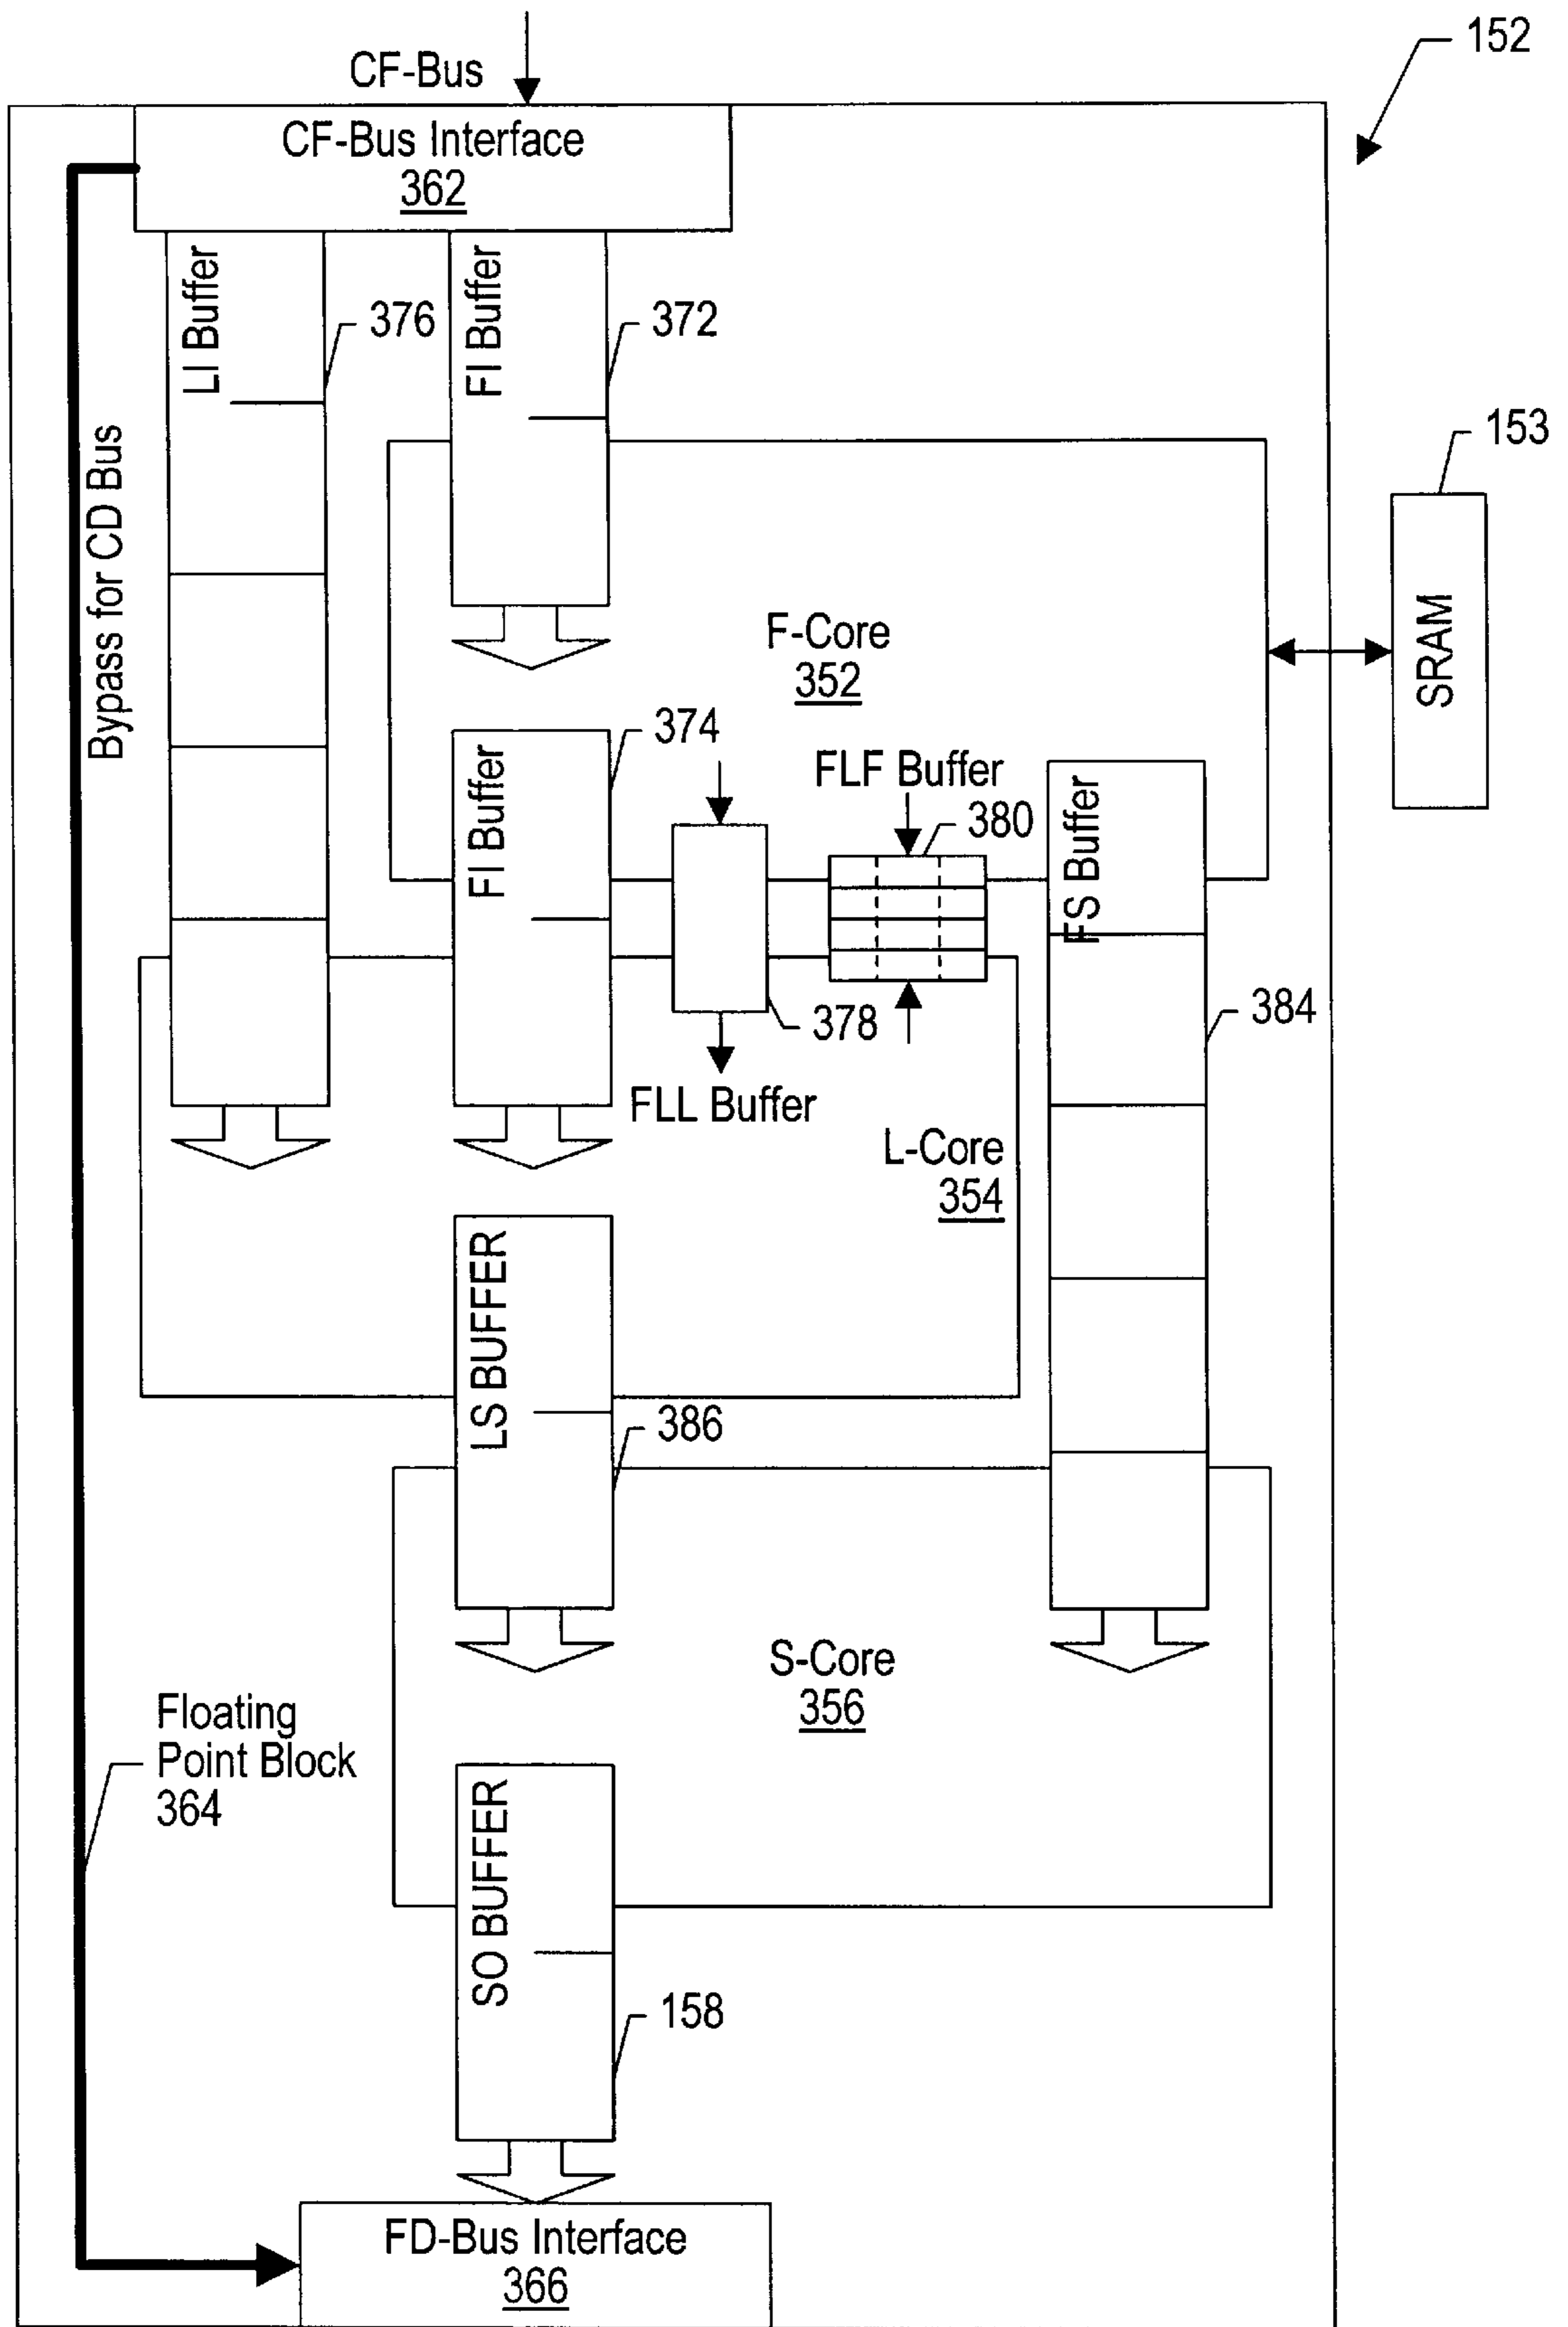 152
CF-Bus
CF-Bus Interface
362
LI Buffer
376
FI Buffer
372
Bypass for CD Bus
153
SRAM
F-Core
352
374
FI Buffer
FLF Buffer
380
FS Buffer
378
384
FLL Buffer
L-Core
354
LS BUFFER
386
S-Core
356
Floating
Point Block
364
SO BUFFER
158
FD-Bus Interface
366